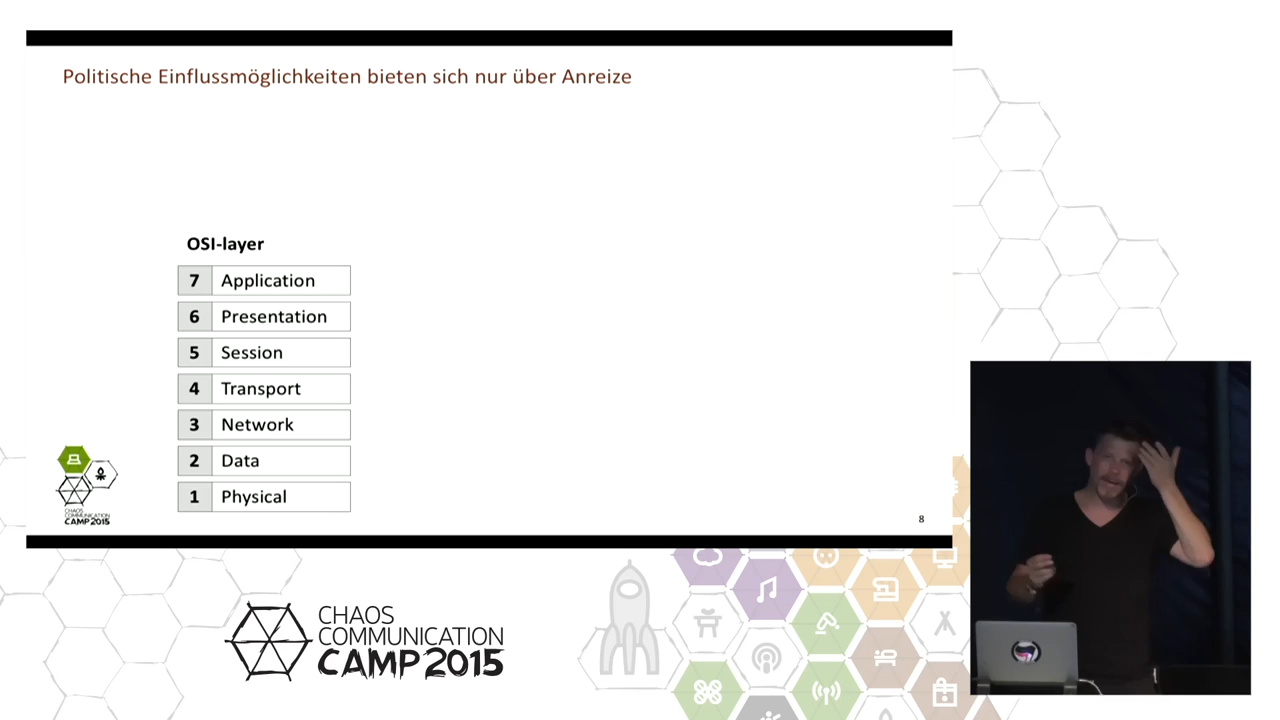 Politische Einflussmöglichkeiten bieten sich nur über Anreize
OSI-layer
7 Application
6 Presentation
5 Session
4 Transport
3 Network
2 Data
1 Physical
CHAOS
COMMUNICATION
CAMP 2015
8
CHAOS
COMMUNICATION
CAMP 2015